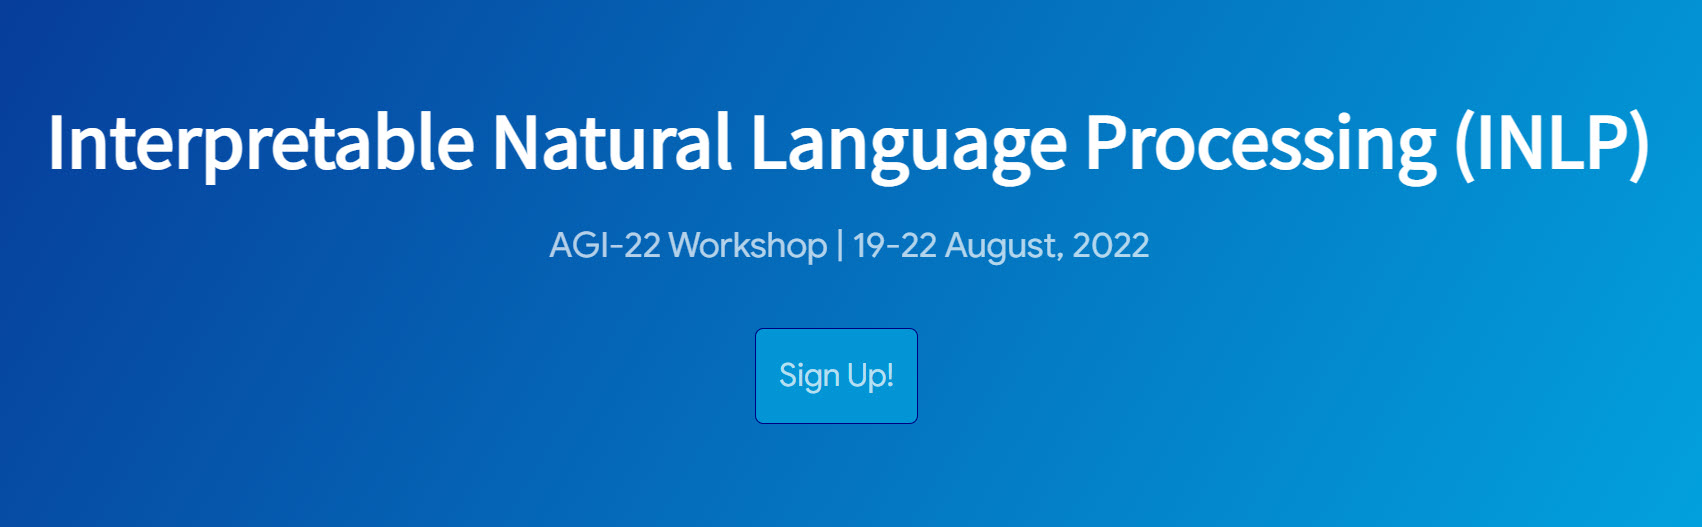 Interpretable Natural Language Processing (INLP)
AGI-22 Workshop | 19-22 August, 2022
Sign Up!